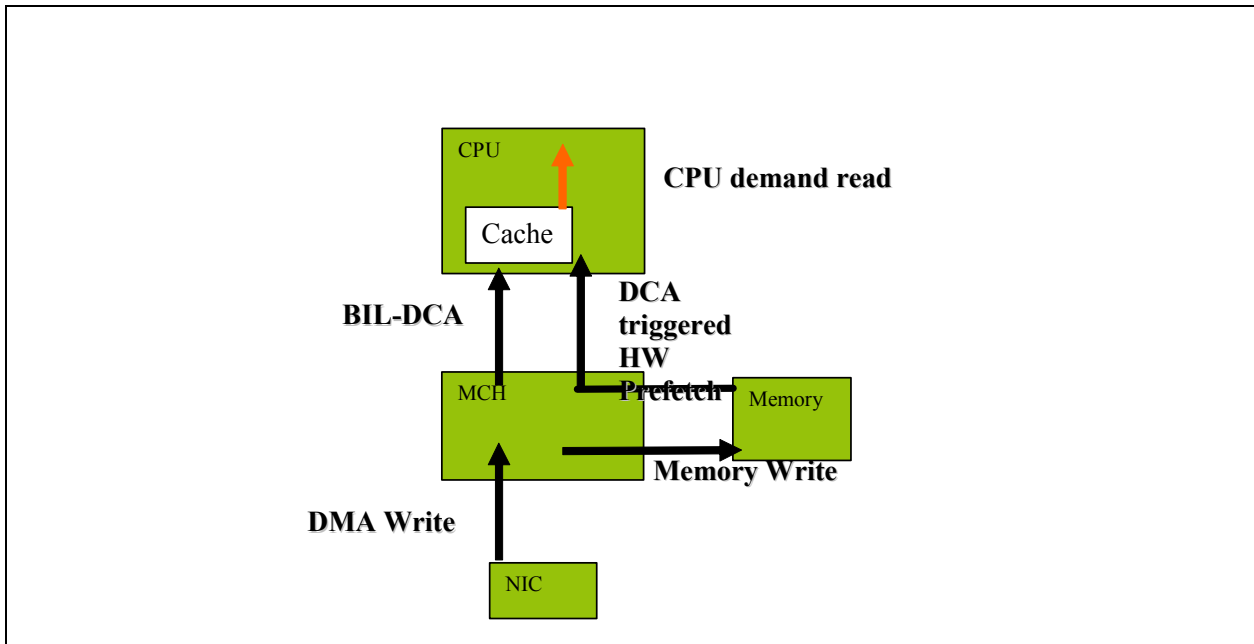 CPU
CPU demand read
Cache
BIL-DCA
DCA
triggered
HW
Prefetch
MCH
Memory
Memory Write
DMA Write
NIC